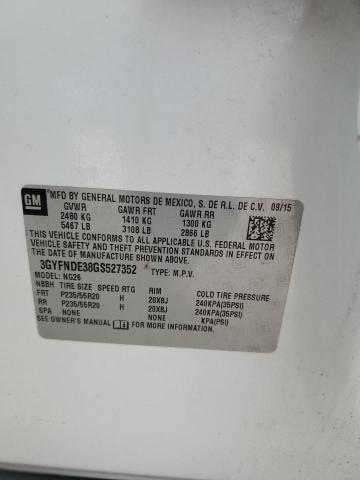 GM
MFD BY GENERAL MOTORS DE MEXICO, S. DE R.L. DE C.V. 09/15
GVWR GAWR FRT GAWR RR
2480 KG 1410 KG 1300 KG
5467 LB 3108 LB 2866 LB
THIS VEHICLE CONFORMS TO ALL APPLICABLE U.S. FEDERAL MOTOR
VEHICLE SAFETY, BUMPER, AND THEFT PREVENTION STANDARDS IN EFFECT ON
THE DATE OF MANUFACTURE SHOWN ABOVE.
3GYFNDE38GS527352 TYPE: M.P.V.
MODEL: NG26
NBBH TIRE SIZE SPEED RTG RIM COLD TIRE PRESSURE
FRT P235/55R20 H 20X8J 240KPA(35PSI)
RR P235/55R20 H 20X8J 240KPA(35PSI)
SPA NONE KPA(PSI)
SEE OWNER'S MANUAL FOR MORE INFORMATION